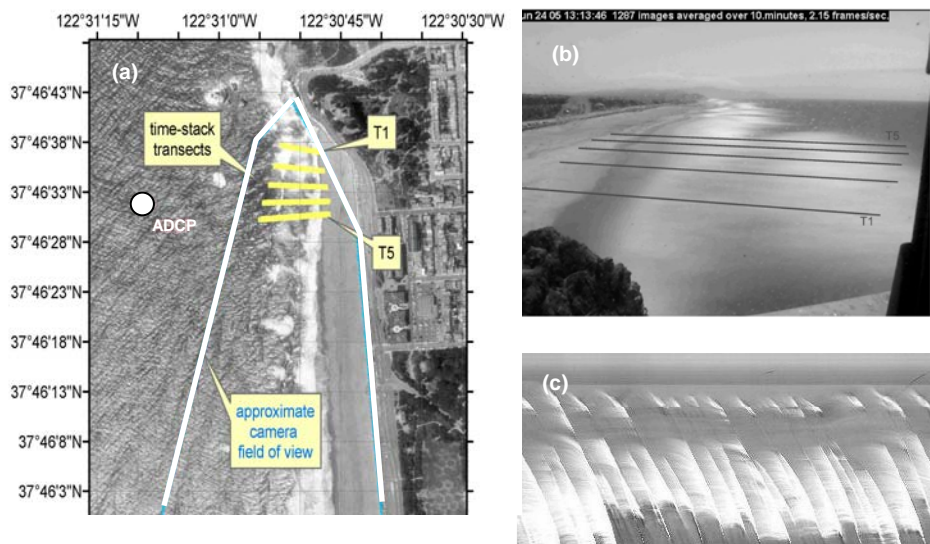 122°31'15"W 122°31'0"W 122°30'45"W 122°30'30"W
(a)
37°46'43"N
37°46'38"N
37°46'33"N
37°46'28"N
37°46'23"N
37°46'18"N
37°46'13"N
37°46'8"N
37°46'3"N
time-stack
transects
T1
ADCP
T5
approximate
camera
field of view
un 24 05 13:13:46 1287 images averaged over 10.minutes, 2.15 frames/sec.
(b)
T5
T1
(c)